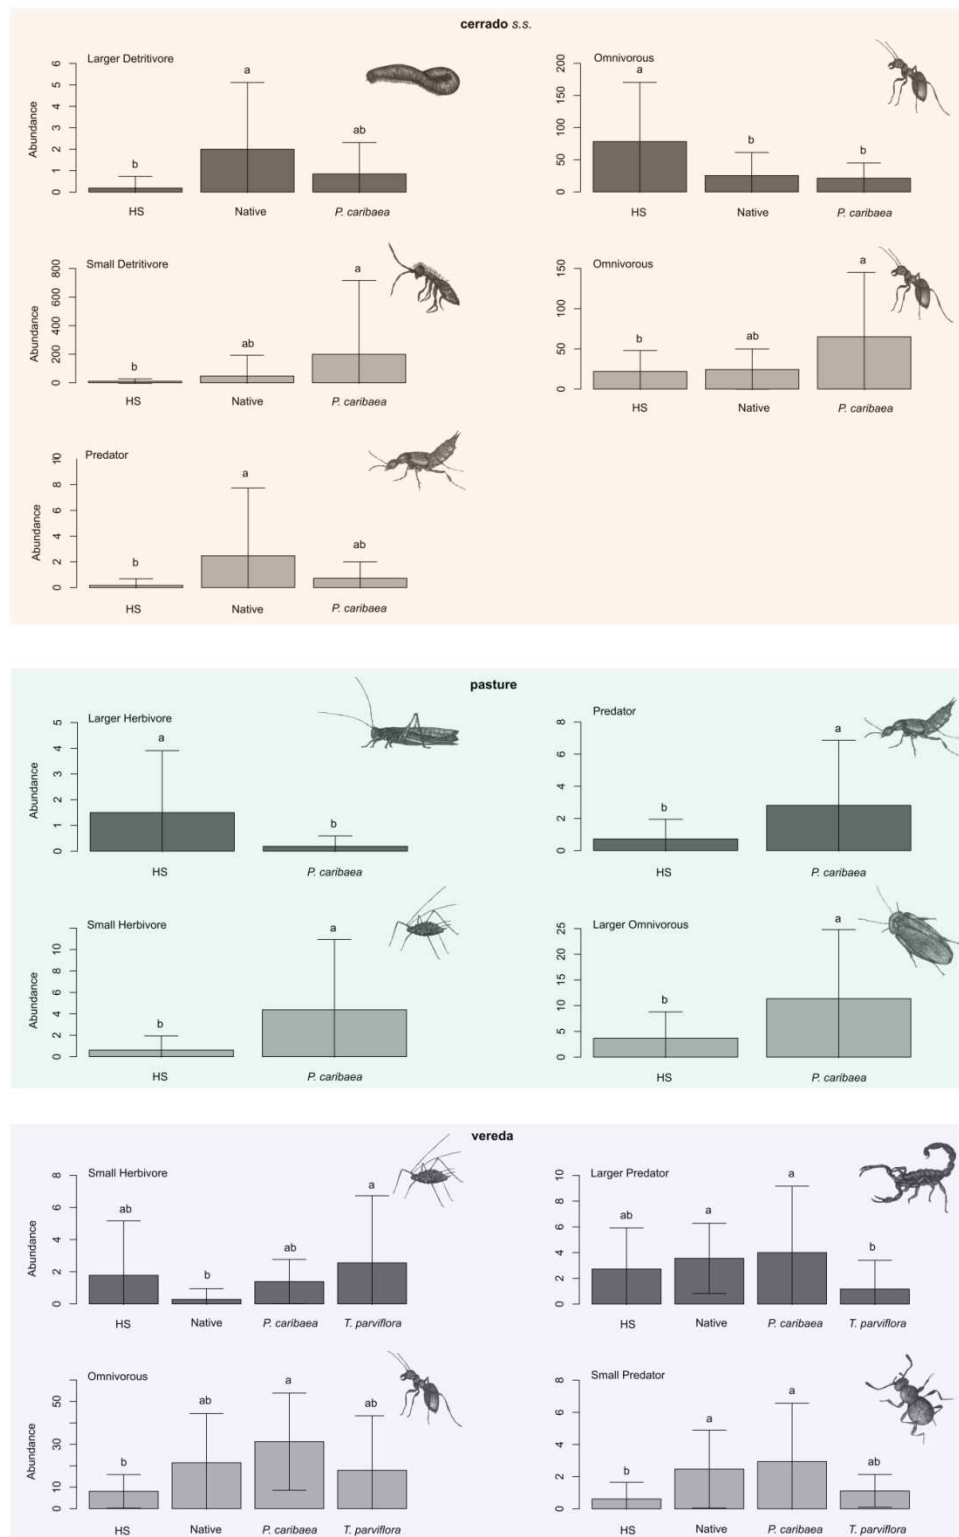 cerrado s.s.
Larger Detritivore
Abundance
0 1 2 3 4 5 6
b a ab
HS Native P. caribaea
Omnivorous
0 50 100 150 200
a b b
HS Native P. caribaea
Small Detritivore
Abundance
0 200 400 600 800
b ab a
HS Native P. caribaea
Omnivorous
0 50 100 150
b ab a
HS Native P. caribaea
Predator
Abundance
0 2 4 6 8 10
b a ab
HS Native P. caribaea
pasture
Larger Herbivore
Abundance
0 1 2 3 4 5
a b
HS P. caribaea
Predator
0 2 4 6 8
b a
HS P. caribaea
Small Herbivore
Abundance
0 2 4 6 8 10
b a
HS P. caribaea
Larger Omnivorous
0 5 10 15 20 25
b a
HS P. caribaea
vereda
Small Herbivore
Abundance
0 2 4 6 8
ab b ab a
HS Native P. caribaea T. parviflora
Larger Predator
0 2 4 6 8 10
ab a a b
HS Native P. caribaea T. parviflora
Omnivorous
Abundance
0 10 30 50
b ab a ab
HS Native P. caribaea T. parviflora
Small Predator
0 2 4 6 8
b a a ab
HS Native P. caribaea T. parviflora